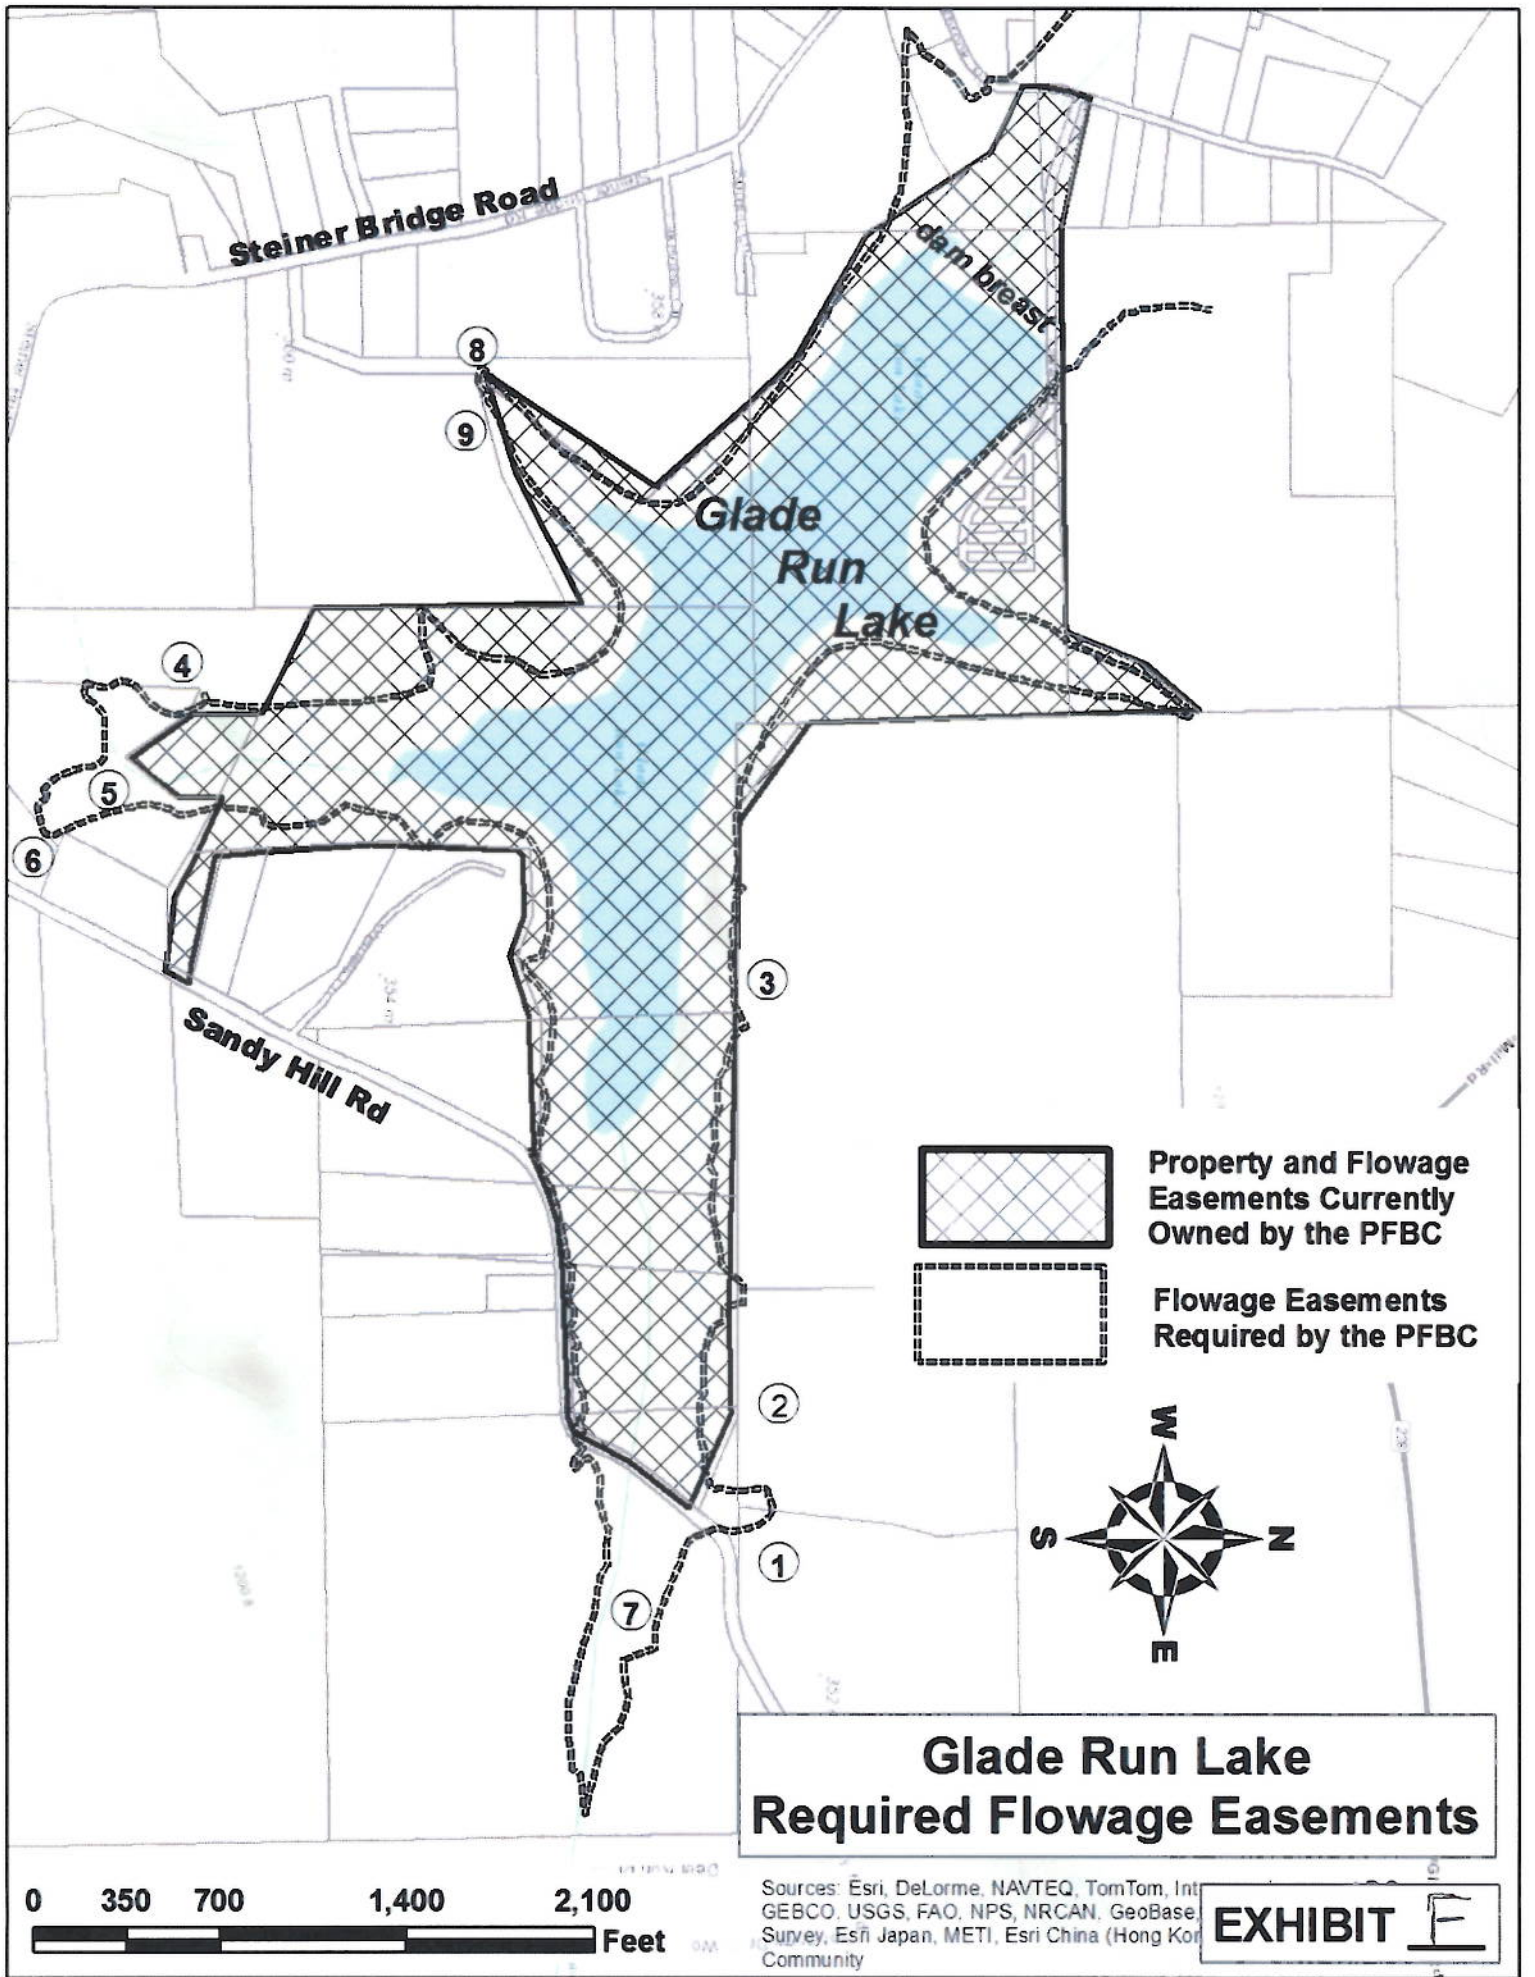 Steiner Bridge Road
dam breast
8
9
Glade
Run
Lake
4
5
6
3
Sandy Hill Rd
Property and Flowage
Easements Currently
Owned by the PFBC
Flowage Easements
Required by the PFBC
2
W
S
N
E
1
7
Glade Run Lake
Required Flowage Easements
0 350 700 1,400 2,100
Feet
Sources: Esri, DeLorme, NAVTEQ, TomTom, Int
GEBCO, USGS, FAO, NPS, NRCAN, GeoBase,
Survey, Esri Japan, METI, Esri China (Hong Kon
Community
EXHIBIT F